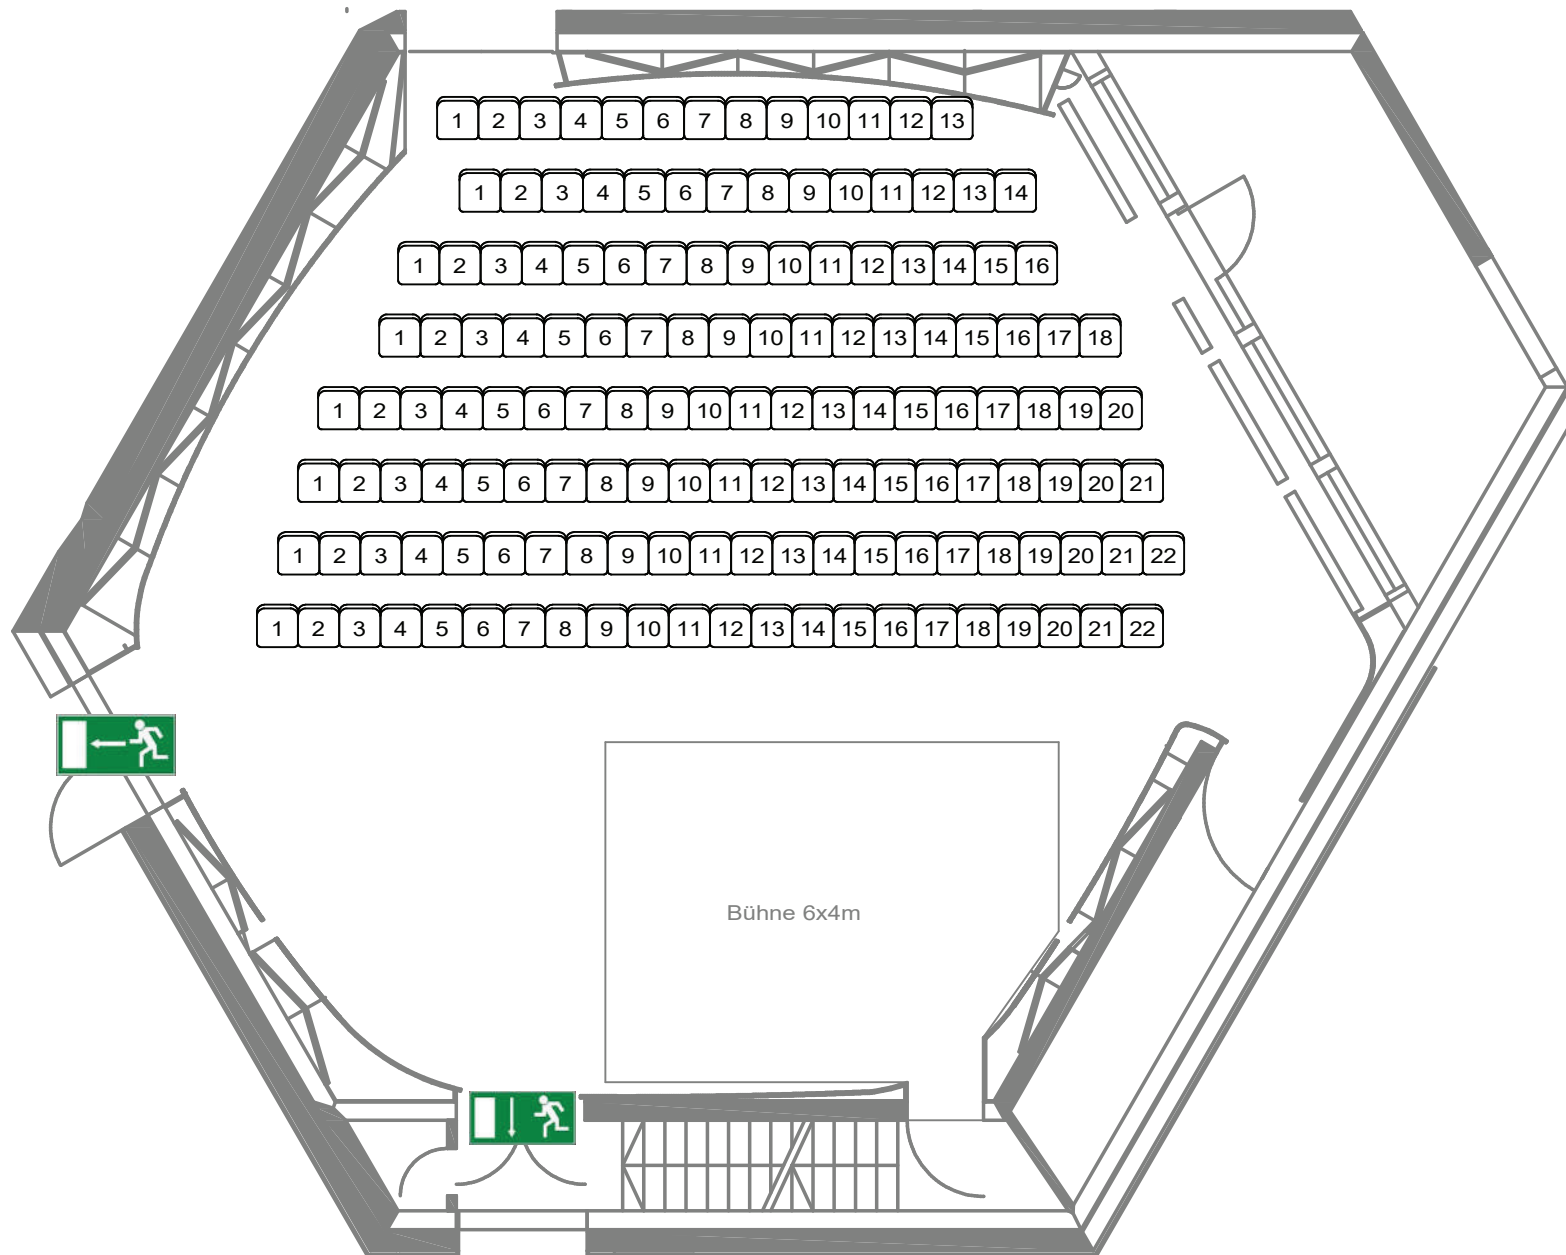 1 2 3 4 5 6 7 8 9 10 11 12 13
1 2 3 4 5 6 7 8 9 10 11 12 13 14
1 2 3 4 5 6 7 8 9 10 11 12 13 14 15 16
1 2 3 4 5 6 7 8 9 10 11 12 13 14 15 16 17 18
1 2 3 4 5 6 7 8 9 10 11 12 13 14 15 16 17 18 19 20
1 2 3 4 5 6 7 8 9 10 11 12 13 14 15 16 17 18 19 20 21
1 2 3 4 5 6 7 8 9 10 11 12 13 14 15 16 17 18 19 20 21 22
1 2 3 4 5 6 7 8 9 10 11 12 13 14 15 16 17 18 19 20 21 22
Bühne 6x4m